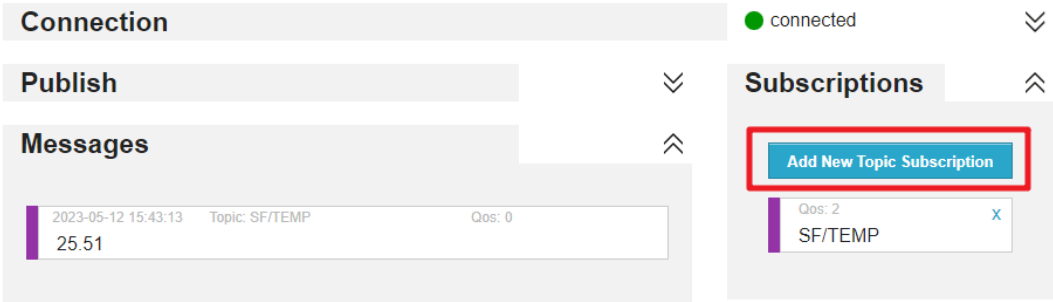 Connection
connected
Publish
Subscriptions
Messages
Add New Topic Subscription
2023-05-12 15:43:13 Topic: SF/TEMP Qos: 0
25.51
Qos: 2 x
SF/TEMP